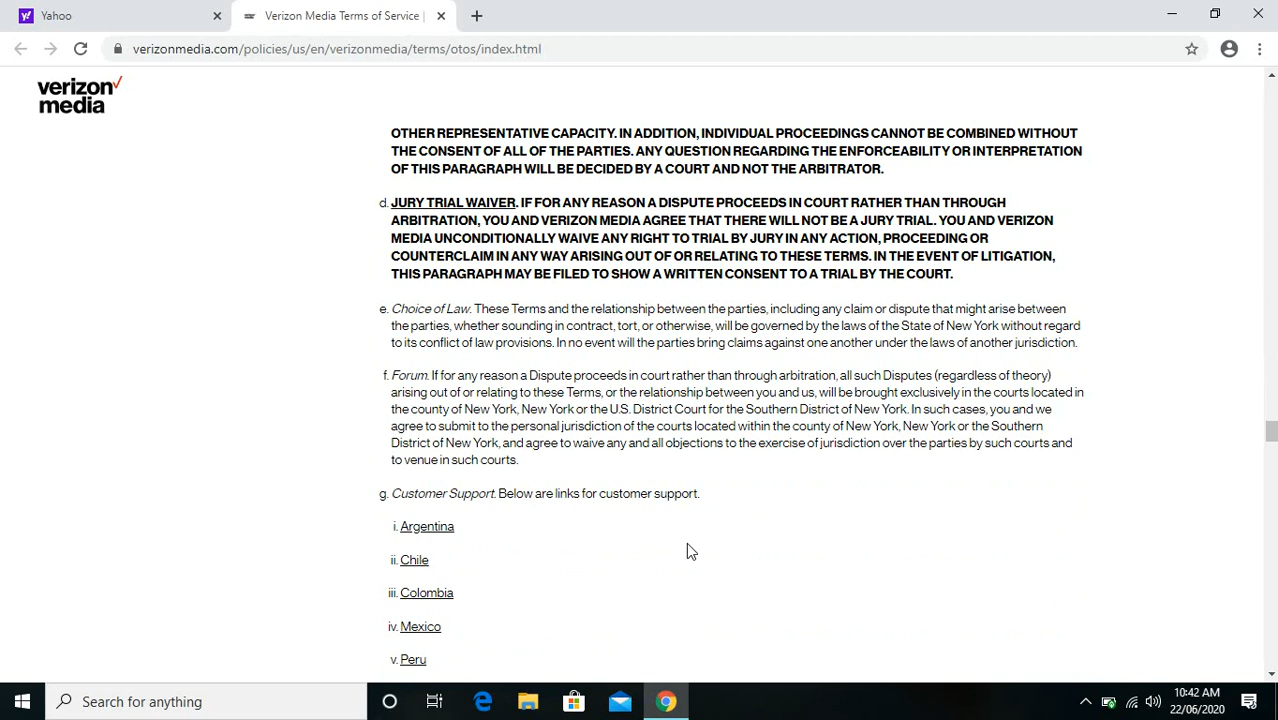 Yahoo
Verizon Media Terms of Service |
verizonmedia.com/policies/us/en/verizonmedia/terms/otos/index.html
verizon
media
OTHER REPRESENTATIVE CAPACITY. IN ADDITION, INDIVIDUAL PROCEEDINGS CANNOT BE COMBINED WITHOUT
THE CONSENT OF ALL OF THE PARTIES. ANY QUESTION REGARDING THE ENFORCEABILITY OR INTERPRETATION
OF THIS PARAGRAPH WILL BE DECIDED BY A COURT AND NOT THE ARBITRATOR.
d. JURY TRIAL WAIVER. IF FOR ANY REASON A DISPUTE PROCEEDS IN COURT RATHER THAN THROUGH
ARBITRATION, YOU AND VERIZON MEDIA AGREE THAT THERE WILL NOT BE A JURY TRIAL. YOU AND VERIZON
MEDIA UNCONDITIONALLY WAIVE ANY RIGHT TO TRIAL BY JURY IN ANY ACTION, PROCEEDING OR
COUNTERCLAIM IN ANY WAY ARISING OUT OF OR RELATING TO THESE TERMS. IN THE EVENT OF LITIGATION,
THIS PARAGRAPH MAY BE FILED TO SHOW A WRITTEN CONSENT TO A TRIAL BY THE COURT.
e. Choice of Law. These Terms and the relationship between the parties, including any claim or dispute that might arise between
the parties, whether sounding in contract, tort, or otherwise, will be governed by the laws of the State of New York without regard
to its conflict of law provisions. In no event will the parties bring claims against one another under the laws of another jurisdiction.
f. Forum. If for any reason a Dispute proceeds in court rather than through arbitration, all such Disputes (regardless of theory)
arising out of or relating to these Terms, or the relationship between you and us, will be brought exclusively in the courts located in
the county of New York, New York or the U.S. District Court for the Southern District of New York. In such cases, you and we
agree to submit to the personal jurisdiction of the courts located within the county of New York, New York or the Southern
District of New York, and agree to waive any and all objections to the exercise of jurisdiction over the parties by such courts and
to venue in such courts.
g. Customer Support. Below are links for customer support.
i. Argentina
ii. Chile
iii. Colombia
iv. Mexico
v. Peru
Search for anything
10:42 AM
22/06/2020